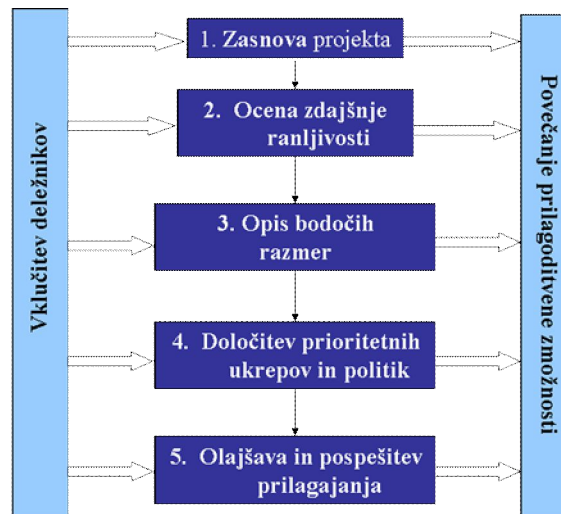 Vključitev deležnikov
1. Zasnova projekta
2. Ocena zdajšnje
ranljivosti
3. Opis bodočih
razmer
4. Določitev prioritetnih
ukrepov in politik
5. Olajšava in pospešitev
prilagajanja
Povečanje prilagoditvene zmožnosti